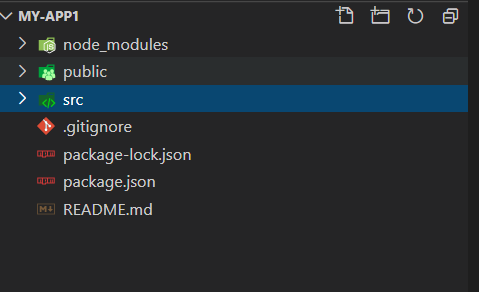 MY-APP1
node_modules
public
src
.gitignore
package-lock.json
package.json
README.md